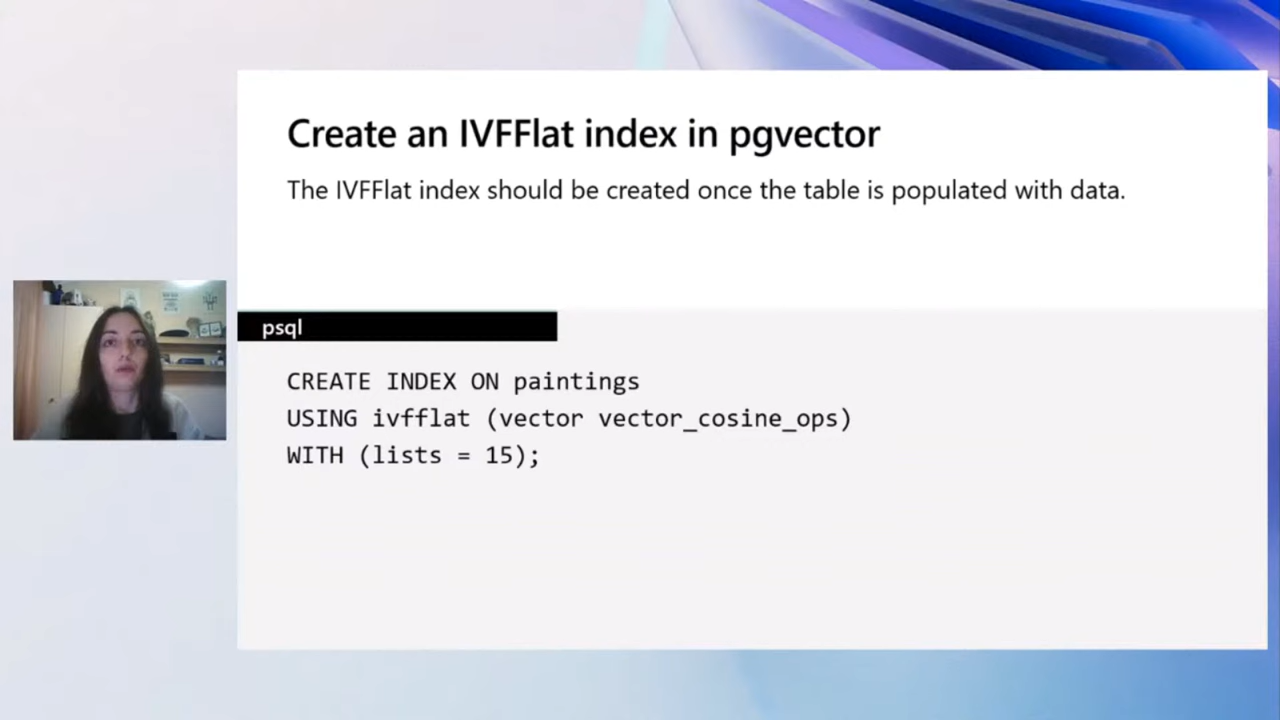 Create an IVFFlat index in pgvector
The IVFFlat index should be created once the table is populated with data.
psql
CREATE INDEX ON paintings
USING ivfflat (vector vector_cosine_ops)
WITH (lists = 15);